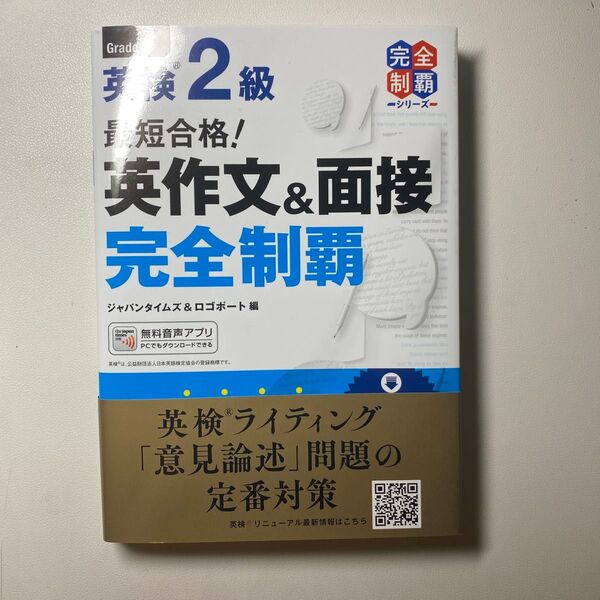 Grade
英検®2級
完全
制覇
シリーズ
最短合格!
英作文&面接
完全制覇
ジャパンタイムズ&ロゴポート 編
the japan times 出版
無料音声アプリ
PCでもダウンロードできる
英検®は、公益財団法人日本英語検定協会の登録商標です。
英検®ライティング
「意見論述」問題の
定番対策
英検®リニューアル最新情報はこちら